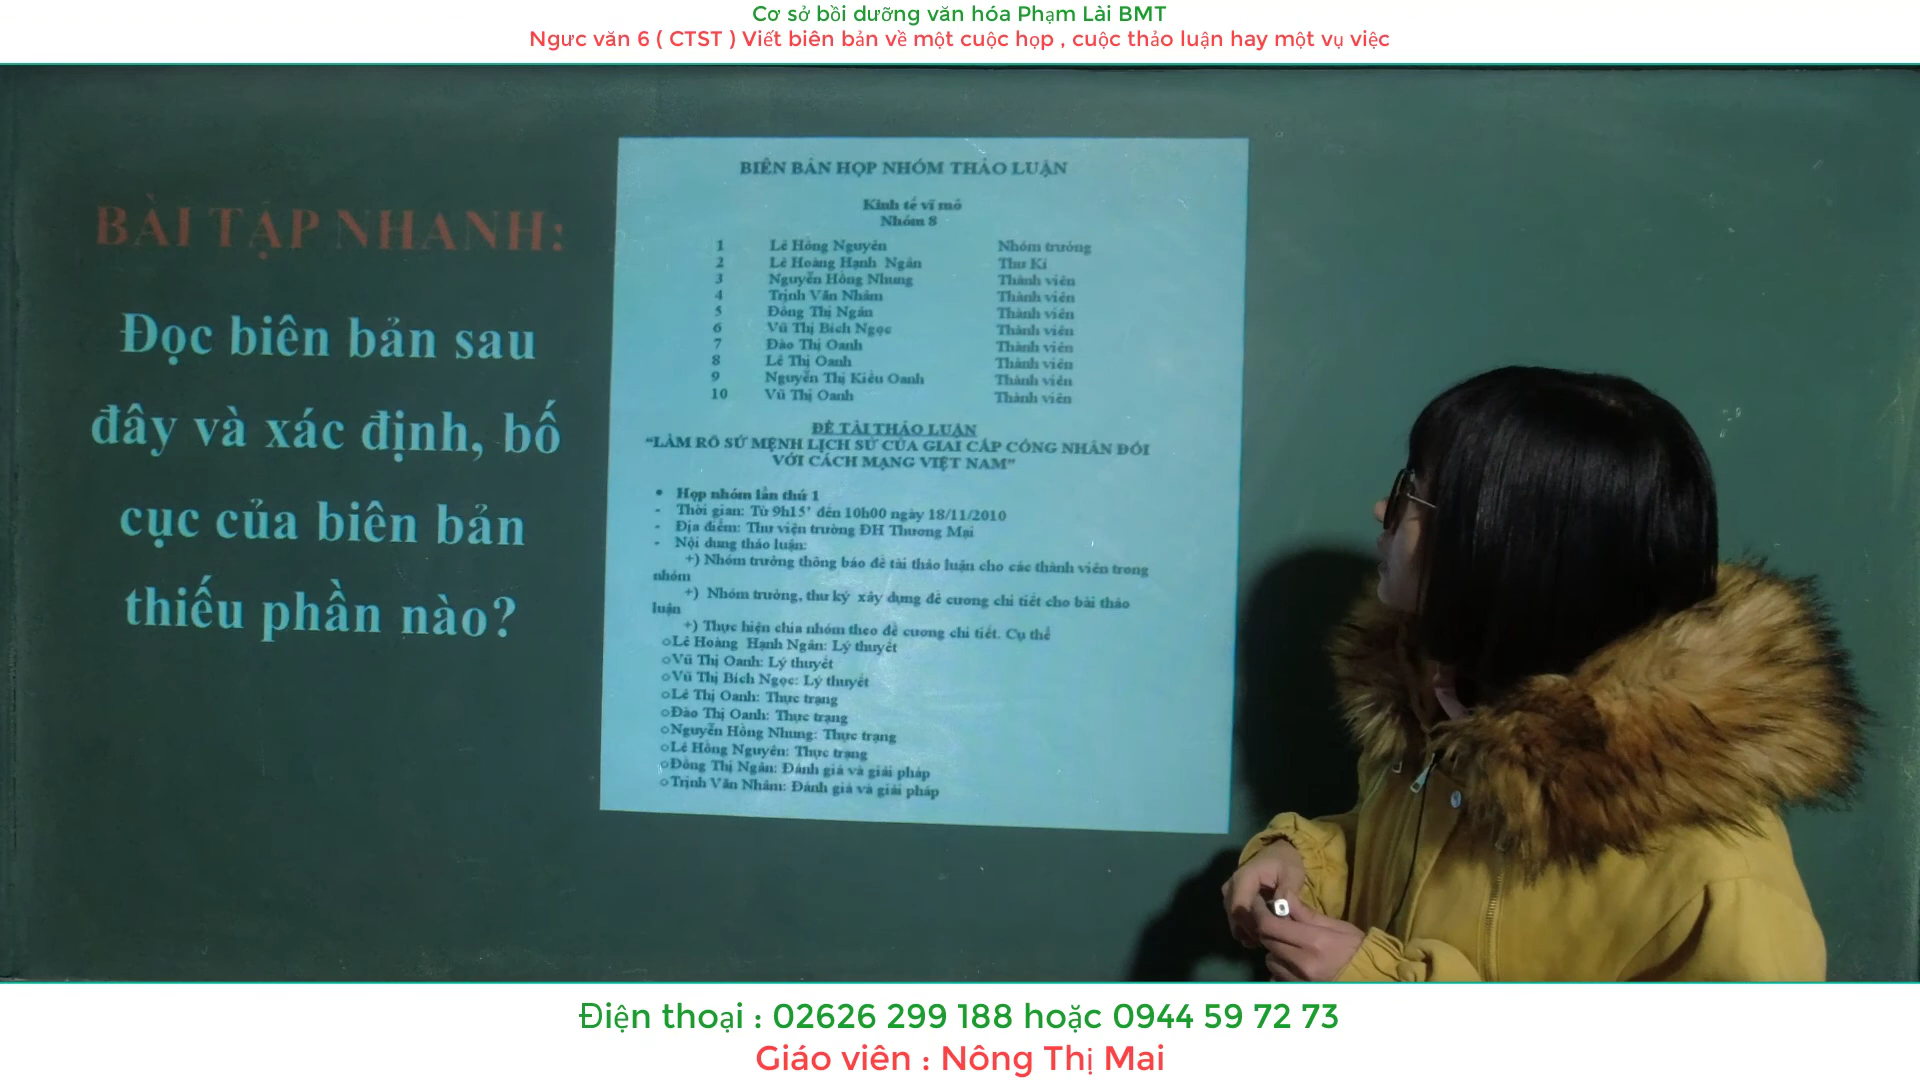 Cơ sở bồi dưỡng văn hóa Phạm Lài BMT
Ngưc văn 6 ( CTST ) Viết biên bản về một cuộc họp , cuộc thảo luận hay một vụ việc
BÀI TẬP NHANH:
Đọc biên bản sau
đây và xác định, bố
cục của biên bản
thiếu phần nào?
BIÊN BẢN HỌP NHÓM THẢO LUẬN
Kinh tế vĩ mô
Nhóm 8
1 Lê Hồng Nguyên Nhóm trưởng
2 Lê Hoàng Hạnh Ngân Thư Kí
3 Nguyễn Hồng Nhung Thành viên
4 Trịnh Văn Nhâm Thành viên
5 Đồng Thị Ngân Thành viên
6 Vũ Thị Bích Ngọc Thành viên
7 Đào Thị Oanh Thành viên
8 Lê Thị Oanh Thành viên
9 Nguyễn Thị Kiều Oanh Thành viên
10 Vũ Thị Oanh Thành viên
ĐỀ TÀI THẢO LUẬN
“LÀM RÕ SỨ MỆNH LỊCH SỬ CỦA GIAI CẤP CÔNG NHÂN ĐỐI
VỚI CÁCH MẠNG VIỆT NAM”
• Họp nhóm lần thứ 1
- Thời gian: Từ 9h15’ đến 10h00 ngày 18/11/2010
- Địa điểm: Thư viện trường ĐH Thương Mại
- Nội dung thảo luận:
+) Nhóm trưởng thông báo đề tài thảo luận cho các thành viên trong
nhóm
+) Nhóm trưởng, thư ký xây dựng đề cương chi tiết cho bài thảo
luận
+) Thực hiện chia nhóm theo đề cương chi tiết. Cụ thể
○Lê Hoàng Hạnh Ngân: Lý thuyết
○Vũ Thị Oanh: Lý thuyết
○Vũ Thị Bích Ngọc: Lý thuyết
○Lê Thị Oanh: Thực trạng
○Đào Thị Oanh: Thực trạng
○Nguyễn Hồng Nhung: Thực trạng
○Lê Hồng Nguyên: Thực trạng
○Đồng Thị Ngân: Đánh giá và giải pháp
○Trịnh Văn Nhâm: Đánh giá và giải pháp
Điện thoại : 02626 299 188 hoặc 0944 59 72 73
Giáo viên : Nông Thị Mai